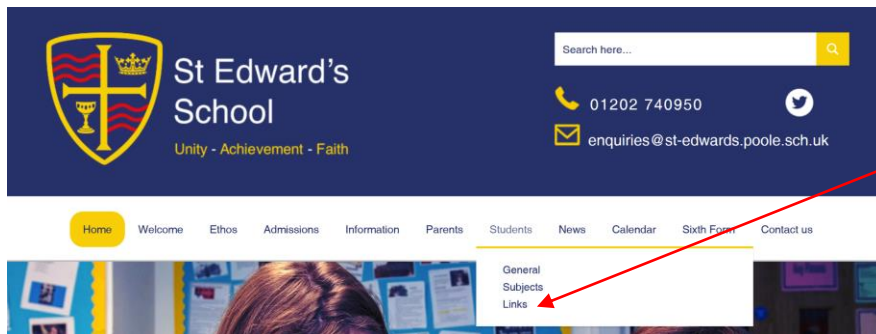 St Edward's
School
Unity - Achievement - Faith
Search here...
01202 740950
enquiries@st-edwards.poole.sch.uk
Home Welcome Ethos Admissions Information Parents Students News Calendar Sixth Form Contact us
General
Subjects
Links